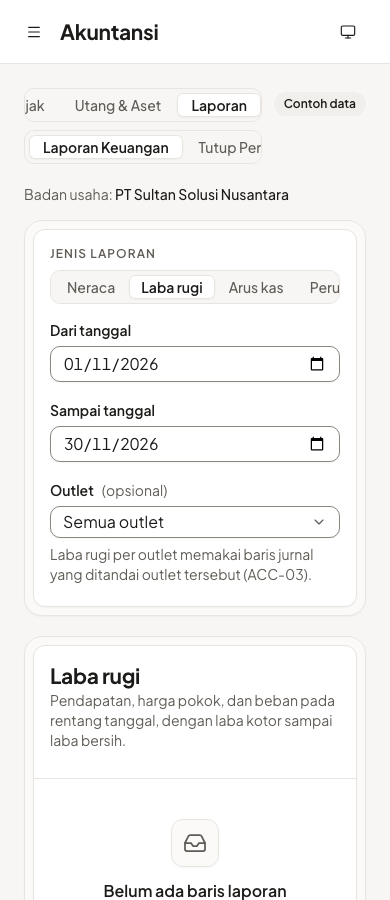 Akuntansi
jak
Utang & Aset
Laporan
Contoh data
Laporan Keuangan
Tutup Per
Badan usaha: PT Sultan Solusi Nusantara
JENIS LAPORAN
Neraca
Laba rugi
Arus kas
Peru
Dari tanggal
01/11/2026
Sampai tanggal
30/11/2026
Outlet (opsional)
Semua outlet
Laba rugi per outlet memakai baris jurnal
yang ditandai outlet tersebut (ACC-03).
Laba rugi
Pendapatan, harga pokok, dan beban pada
rentang tanggal, dengan laba kotor sampai
laba bersih.
Belum ada baris laporan